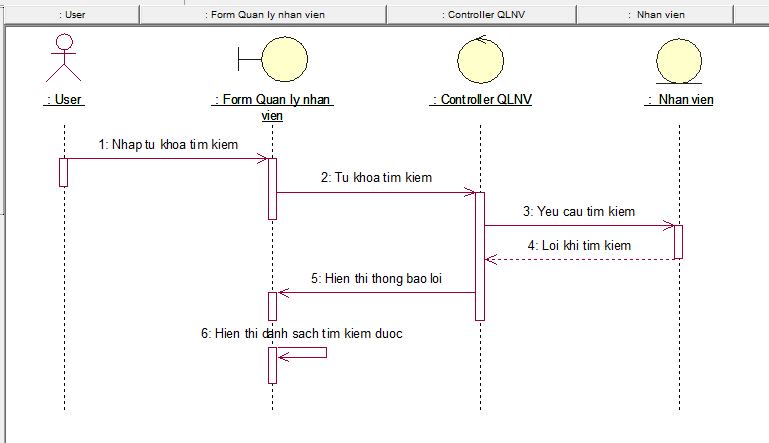 : User
: Form Quan ly nhan vien
: Controller QLNV
: Nhan vien
: User
: Form Quan ly nhan
vien
: Controller QLNV
: Nhan vien
1: Nhap tu khoa tim kiem
2: Tu khoa tim kiem
3: Yeu cau tim kiem
4: Loi khi tim kiem
5: Hien thi thong bao loi
6: Hien thi danh sach tim kiem duoc